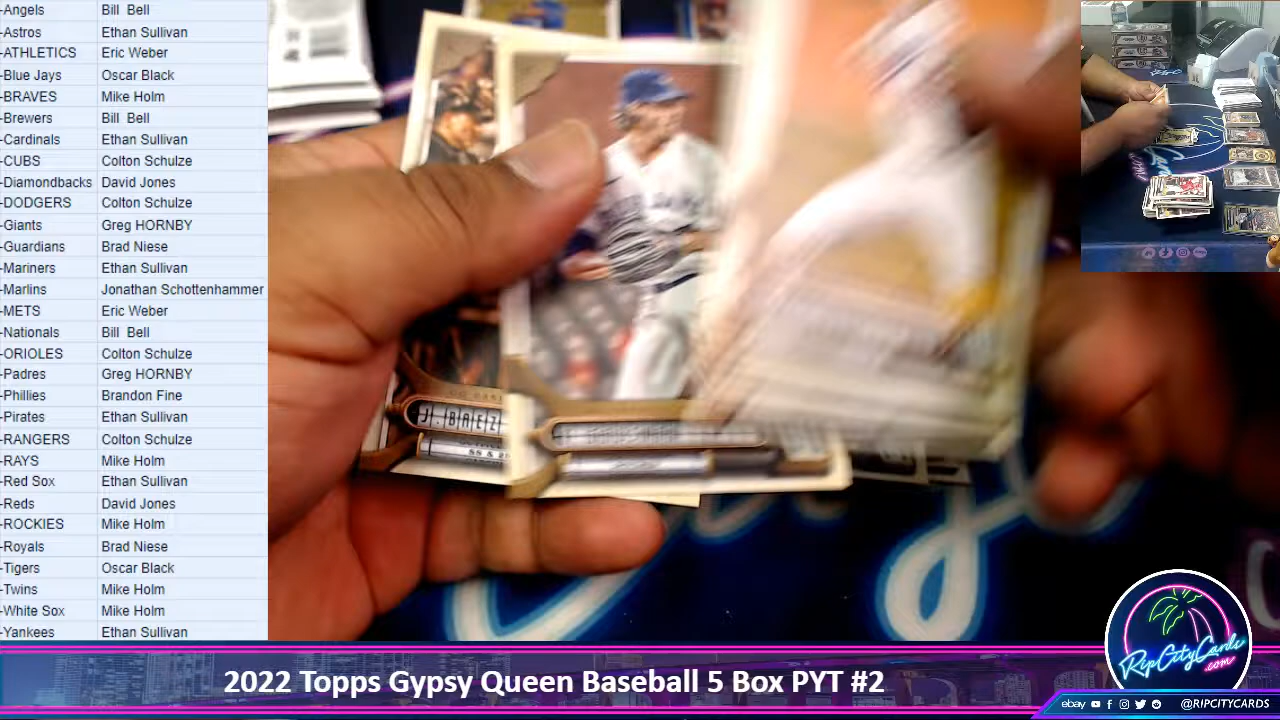 -Angels Bill Bell
-Astros Ethan Sullivan
-ATHLETICS Eric Weber
-Blue Jays Oscar Black
-BRAVES Mike Holm
-Brewers Bill Bell
-Cardinals Ethan Sullivan
-CUBS Colton Schulze
-Diamondbacks David Jones
-DODGERS Colton Schulze
-Giants Greg HORNBY
-Guardians Brad Niese
-Mariners Ethan Sullivan
-Marlins Jonathan Schottenhammer
-METS Eric Weber
-Nationals Bill Bell
-ORIOLES Colton Schulze
-Padres Greg HORNBY
-Phillies Brandon Fine
-Pirates Ethan Sullivan
-RANGERS Colton Schulze
-RAYS Mike Holm
-Red Sox Ethan Sullivan
-Reds David Jones
-ROCKIES Mike Holm
-Royals Brad Niese
-Tigers Oscar Black
-Twins Mike Holm
-White Sox Mike Holm
-Yankees Ethan Sullivan
J. BAEZ
2022 Topps Gypsy Queen Baseball 5 Box PYT #2
RipCityCards
.com
ebay @RIPCITYCARDS